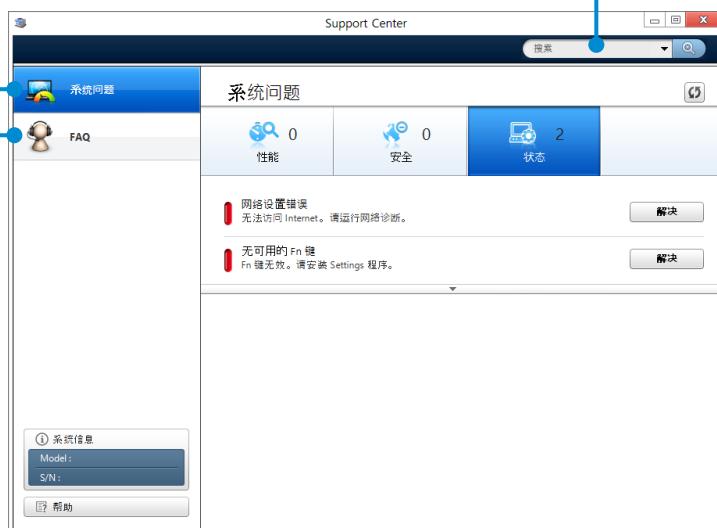 Support Center
搜素
系统问题
FAQ
系统问题
0
性能
0
安全
2
状态
网络设置错误
无法访问 Internet。请运行网络诊断。
解决
无可用的 Fn 键
Fn 键无效。请安装 Settings 程序。
解决
系统信息
Model :
S/N :
帮助